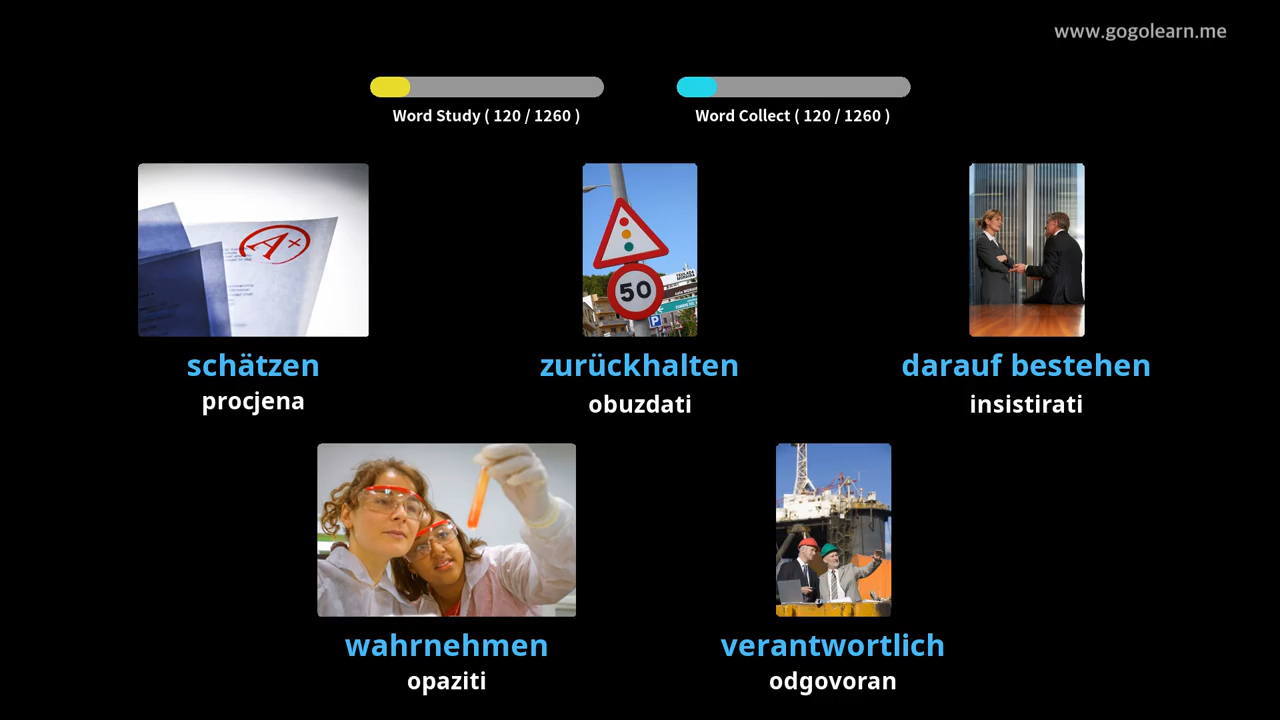 www.gogolearn.me
Word Study ( 120 / 1260 )
Word Collect ( 120 / 1260 )
A+
50
P
schätzen
zurückhalten
darauf bestehen
procjena
obuzdati
insistirati
wahrnehmen
verantwortlich
opaziti
odgovoran